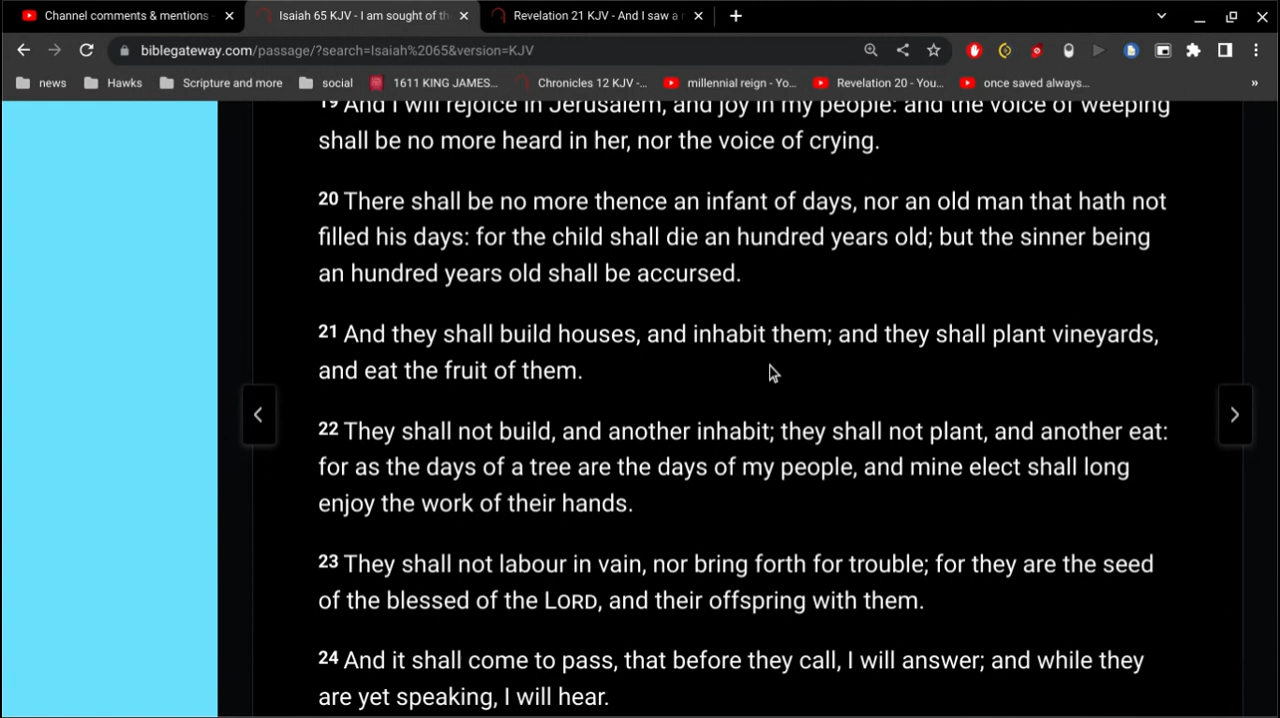 Channel comments & mentions
Isaiah 65 KJV - I am sought of th
Revelation 21 KJV - And I saw a
biblegateway.com/passage/?search=Isaiah%2065&version=KJV
news
Hawks
Scripture and more
social
1611 KING JAMES...
Chronicles 12 KJV -...
millennial reign - Yo...
Revelation 20 - You...
once saved always...
»
19 And I will rejoice in Jerusalem, and joy in my people: and the voice of weeping
shall be no more heard in her, nor the voice of crying.
20 There shall be no more thence an infant of days, nor an old man that hath not
filled his days: for the child shall die an hundred years old; but the sinner being
an hundred years old shall be accursed.
21 And they shall build houses, and inhabit them; and they shall plant vineyards,
and eat the fruit of them.
22 They shall not build, and another inhabit; they shall not plant, and another eat:
for as the days of a tree are the days of my people, and mine elect shall long
enjoy the work of their hands.
23 They shall not labour in vain, nor bring forth for trouble; for they are the seed
of the blessed of the LORD, and their offspring with them.
24 And it shall come to pass, that before they call, I will answer; and while they
are yet speaking, I will hear.